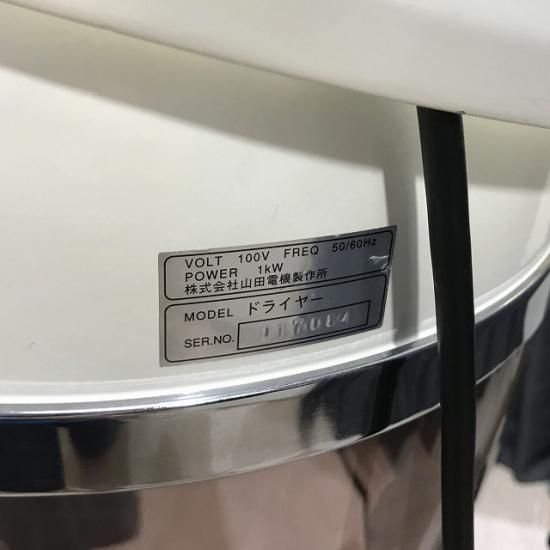 VOLT 100V FREQ 50/60Hz
POWER 1kW
株式会社山田電機製作所
MODEL ドライヤー
SER.NO. 017084